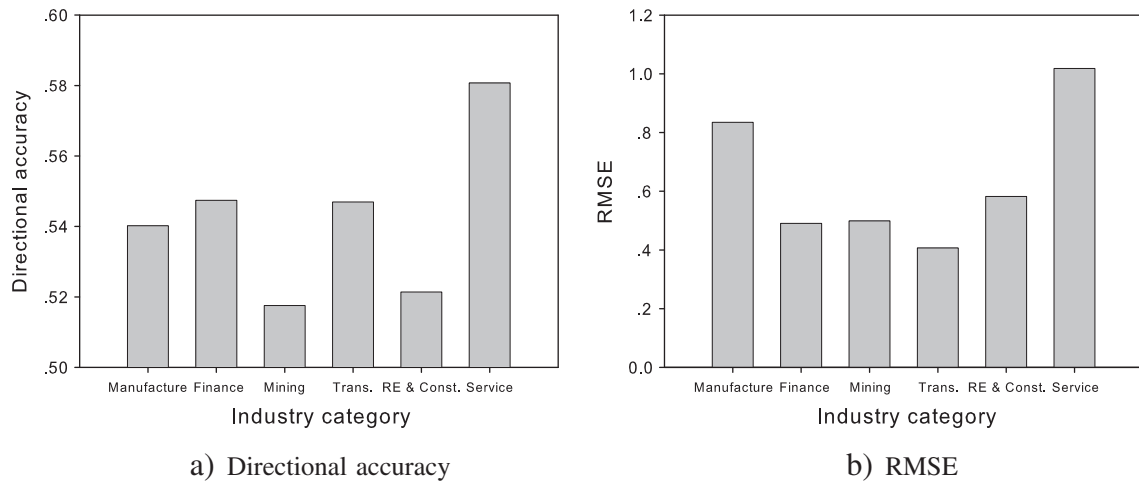 .60
.58
.56
.54
.52
.50
Directional accuracy
Manufacture Finance Mining Trans. RE & Const. Service
Industry category
a) Directional accuracy
1.2
1.0
.8
.6
.4
.2
0.0
RMSE
Manufacture Finance Mining Trans. RE & Const. Service
Industry category
b) RMSE